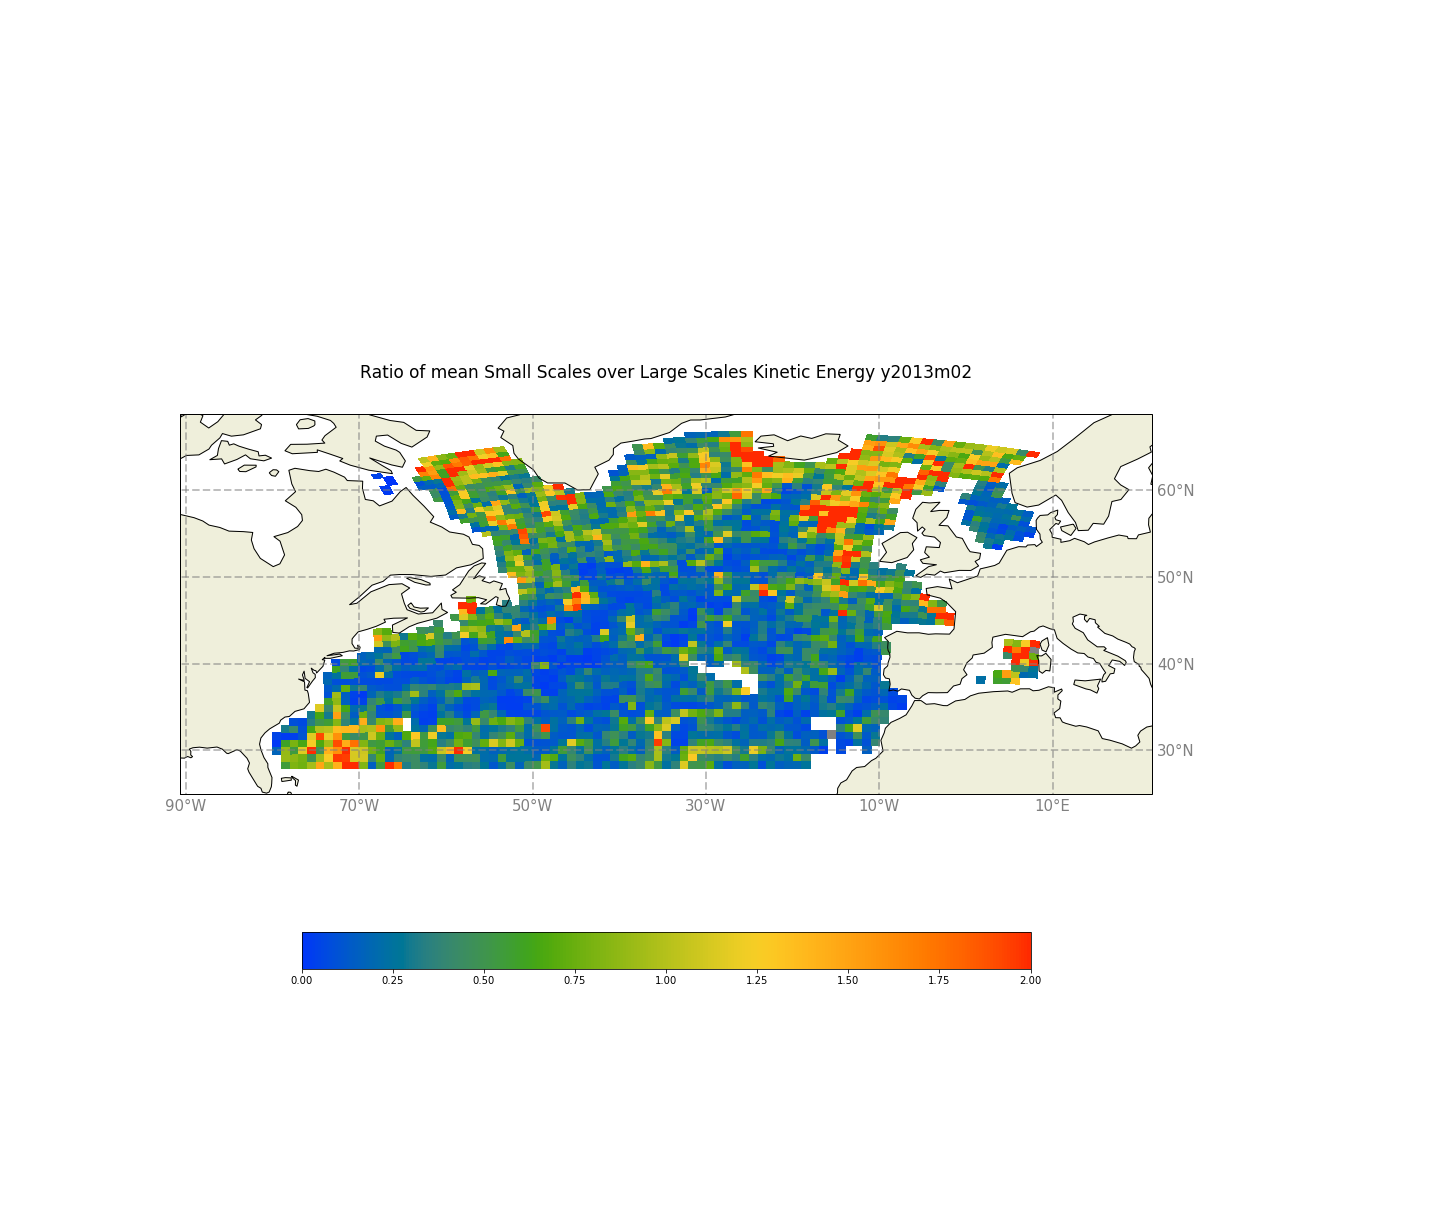 Ratio of mean Small Scales over Large Scales Kinetic Energy y2013m02
60°N
50°N
40°N
30°N
90°W 70°W 50°W 30°W 10°W 10°E
0.00 0.25 0.50 0.75 1.00 1.25 1.50 1.75 2.00